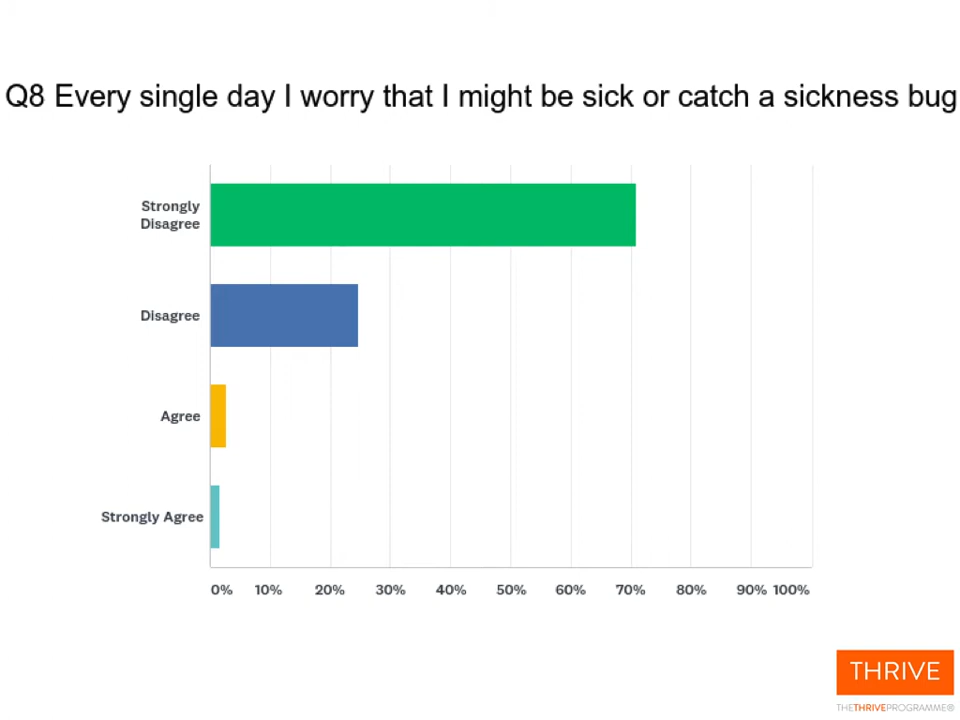 Q8 Every single day I worry that I might be sick or catch a sickness bug
Strongly
Disagree
Disagree
Agree
Strongly Agree
0% 10% 20% 30% 40% 50% 60% 70% 80% 90% 100%
THRIVE
THETHRIVEPROGRAMME®